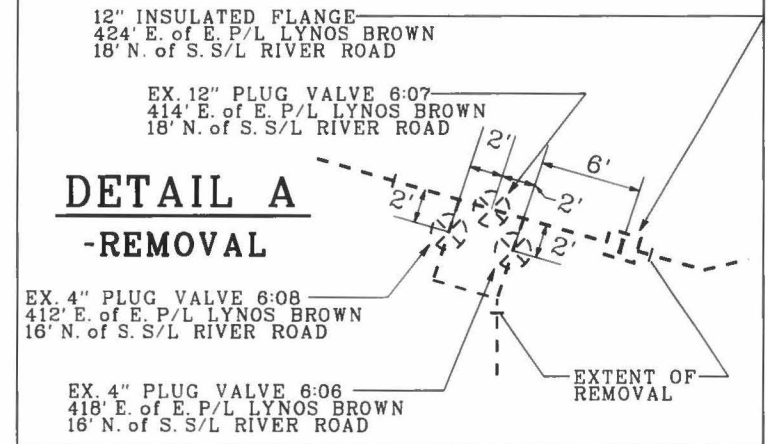 12" INSULATED FLANGE
424' E. of E. P/L LYNOS BROWN
18' N. of S. S/L RIVER ROAD
EX. 12" PLUG VALVE 6:07
414' E. of E. P/L LYNOS BROWN
18' N. of S. S/L RIVER ROAD
2'
6'
DETAIL A
2'
2'
-REMOVAL
2'
EX. 4" PLUG VALVE 6:08
412' E. of E. P/L LYNOS BROWN
16' N. of S. S/L RIVER ROAD
EX. 4" PLUG VALVE 6:06
418' E. of E. P/L LYNOS BROWN
16' N. of S. S/L RIVER ROAD
EXTENT OF
REMOVAL